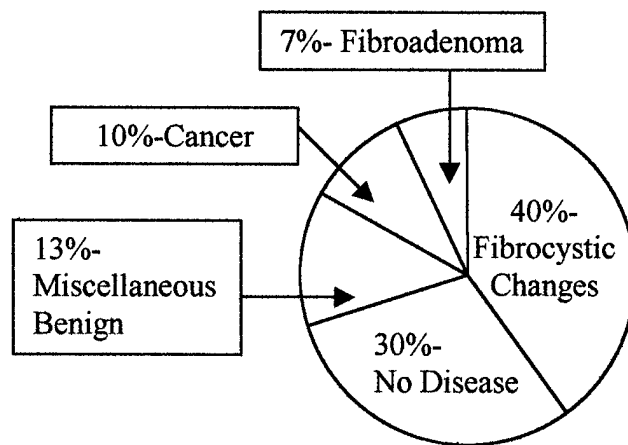 7%- Fibroadenoma
10%-Cancer
13%-
Miscellaneous
Benign
40%-
Fibrocystic
Changes
30%-
No Disease